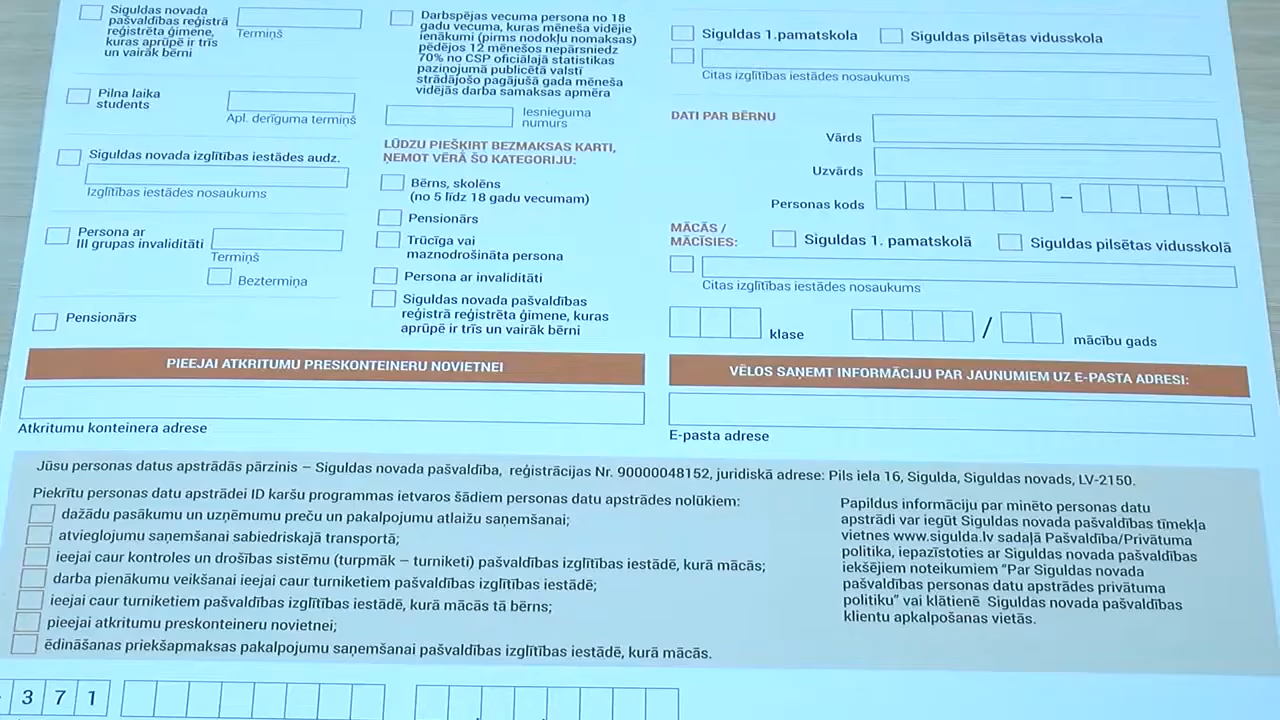 Siguldas novada
pašvaldības reģistrā
reģistrēta ģimene,
kuras aprūpē ir trīs
un vairāk bērni
Termiņš
Pilna laika
students
Apl. derīguma termiņš
Siguldas novada izglītības iestādes audz.
Izglītības iestādes nosaukums
Persona ar
III grupas invaliditāti
Termiņš
Beztermiņa
Pensionārs
Darbspējas vecuma persona no 18
gadu vecuma, kuras mēneša vidējie
ienākumi (pirms nodokļu nomaksas)
pēdējos 12 mēnešos nepārsniedz
70% no CSP oficiālajā statistikas
paziņojumā publicētā valstī
strādājošo pagājušā gada mēneša
vidējās darba samaksas apmēra
Iesnieguma
numurs
LŪDZU PIEŠĶIRT BEZMAKSAS KARTI,
ŅEMOT VĒRĀ ŠO KATEGORIJU:
Bērns, skolēns
(no 5 līdz 18 gadu vecumam)
Pensionārs
Trūcīga vai
maznodrošināta persona
Persona ar invaliditāti
Siguldas novada pašvaldības
reģistrā reģistrēta ģimene, kuras
aprūpē ir trīs un vairāk bērni
Siguldas 1.pamatskola
Siguldas pilsētas vidusskola
Citas izglītības iestādes nosaukums
DATI PAR BĒRNU
Vārds
Uzvārds
Personas kods –
MĀCĀS /
MĀCĪSIES:
Siguldas 1. pamatskolā
Siguldas pilsētas vidusskolā
Citas izglītības iestādes nosaukums
klase / mācību gads
PIEEJAI ATKRITUMU PRESKONTEINERU NOVIETNEI
Atkritumu konteinera adrese
VĒLOS SAŅEMT INFORMĀCIJU PAR JAUNUMIEM UZ E-PASTA ADRESI:
E-pasta adrese
Jūsu personas datus apstrādās pārzinis – Siguldas novada pašvaldība, reģistrācijas Nr. 90000048152, juridiskā adrese: Pils iela 16, Sigulda, Siguldas novads, LV-2150.
Piekrītu personas datu apstrādei ID karšu programmas ietvaros šādiem personas datu apstrādes nolūkiem:
dažādu pasākumu un uzņēmumu preču un pakalpojumu atlaižu saņemšanai;
atvieglojumu saņemšanai sabiedriskajā transportā;
ieejai caur kontroles un drošības sistēmu (turpmāk – turniketi) pašvaldības izglītības iestādē, kurā mācās;
darba pienākumu veikšanai ieejai caur turniketiem pašvaldības izglītības iestādē;
ieejai caur turniketiem pašvaldības izglītības iestādē, kurā mācās tā bērns;
pieejai atkritumu preskonteineru novietnei;
ēdināšanas priekšapmaksas pakalpojumu saņemšanai pašvaldības izglītības iestādē, kurā mācās.
Papildus informāciju par minēto personas datu
apstrādi var iegūt Siguldas novada pašvaldības tīmekļa
vietnes www.sigulda.lv sadaļā Pašvaldība/Privātuma
politika, iepazīstoties ar Siguldas novada pašvaldības
iekšējiem noteikumiem “Par Siguldas novada
pašvaldības personas datu apstrādes privātuma
politiku” vai klātienē Siguldas novada pašvaldības
klientu apkalpošanas vietās.
3 7 1